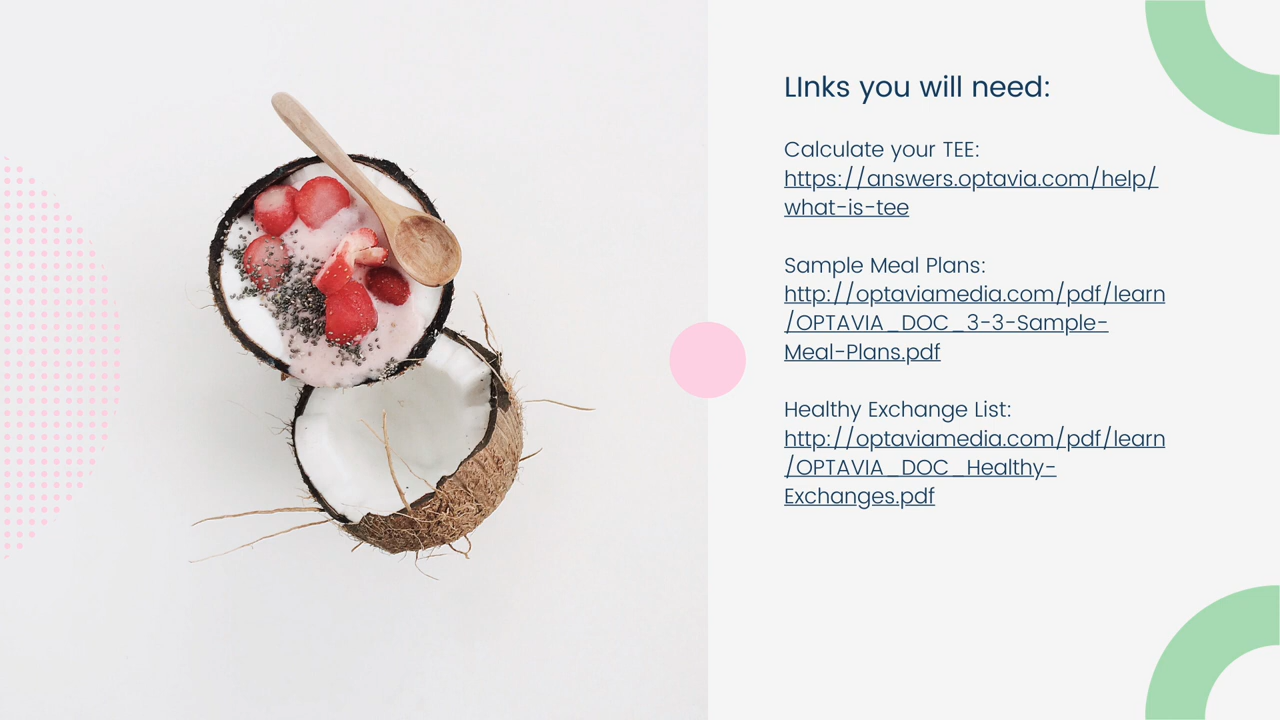 LInks you will need:
Calculate your TEE:
https://answers.optavia.com/help/
what-is-tee
Sample Meal Plans:
http://optaviamedia.com/pdf/learn
/OPTAVIA_DOC_3-3-Sample-
Meal-Plans.pdf
Healthy Exchange List:
http://optaviamedia.com/pdf/learn
/OPTAVIA_DOC_Healthy-
Exchanges.pdf